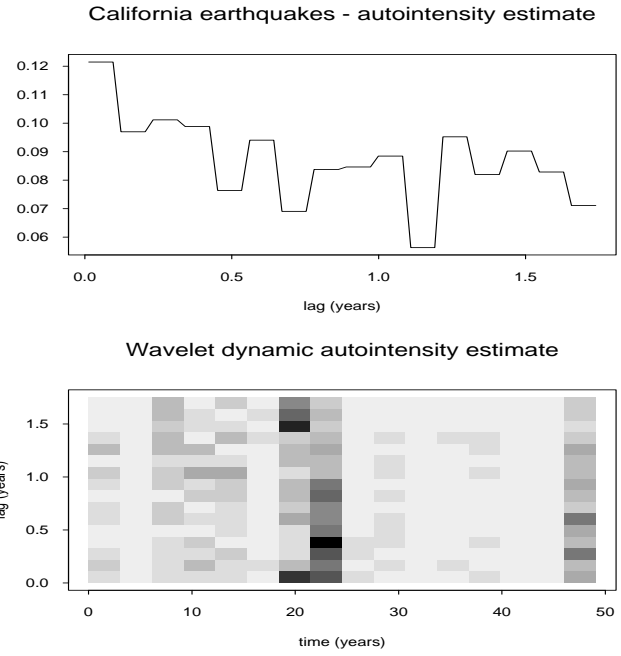 California earthquakes - autointensity estimate
0.12
0.11
0.10
0.09
0.08
0.07
0.06
0.0 0.5 1.0 1.5
lag (years)
Wavelet dynamic autointensity estimate
lag (years)
1.5
1.0
0.5
0.0
0 10 20 30 40 50
time (years)